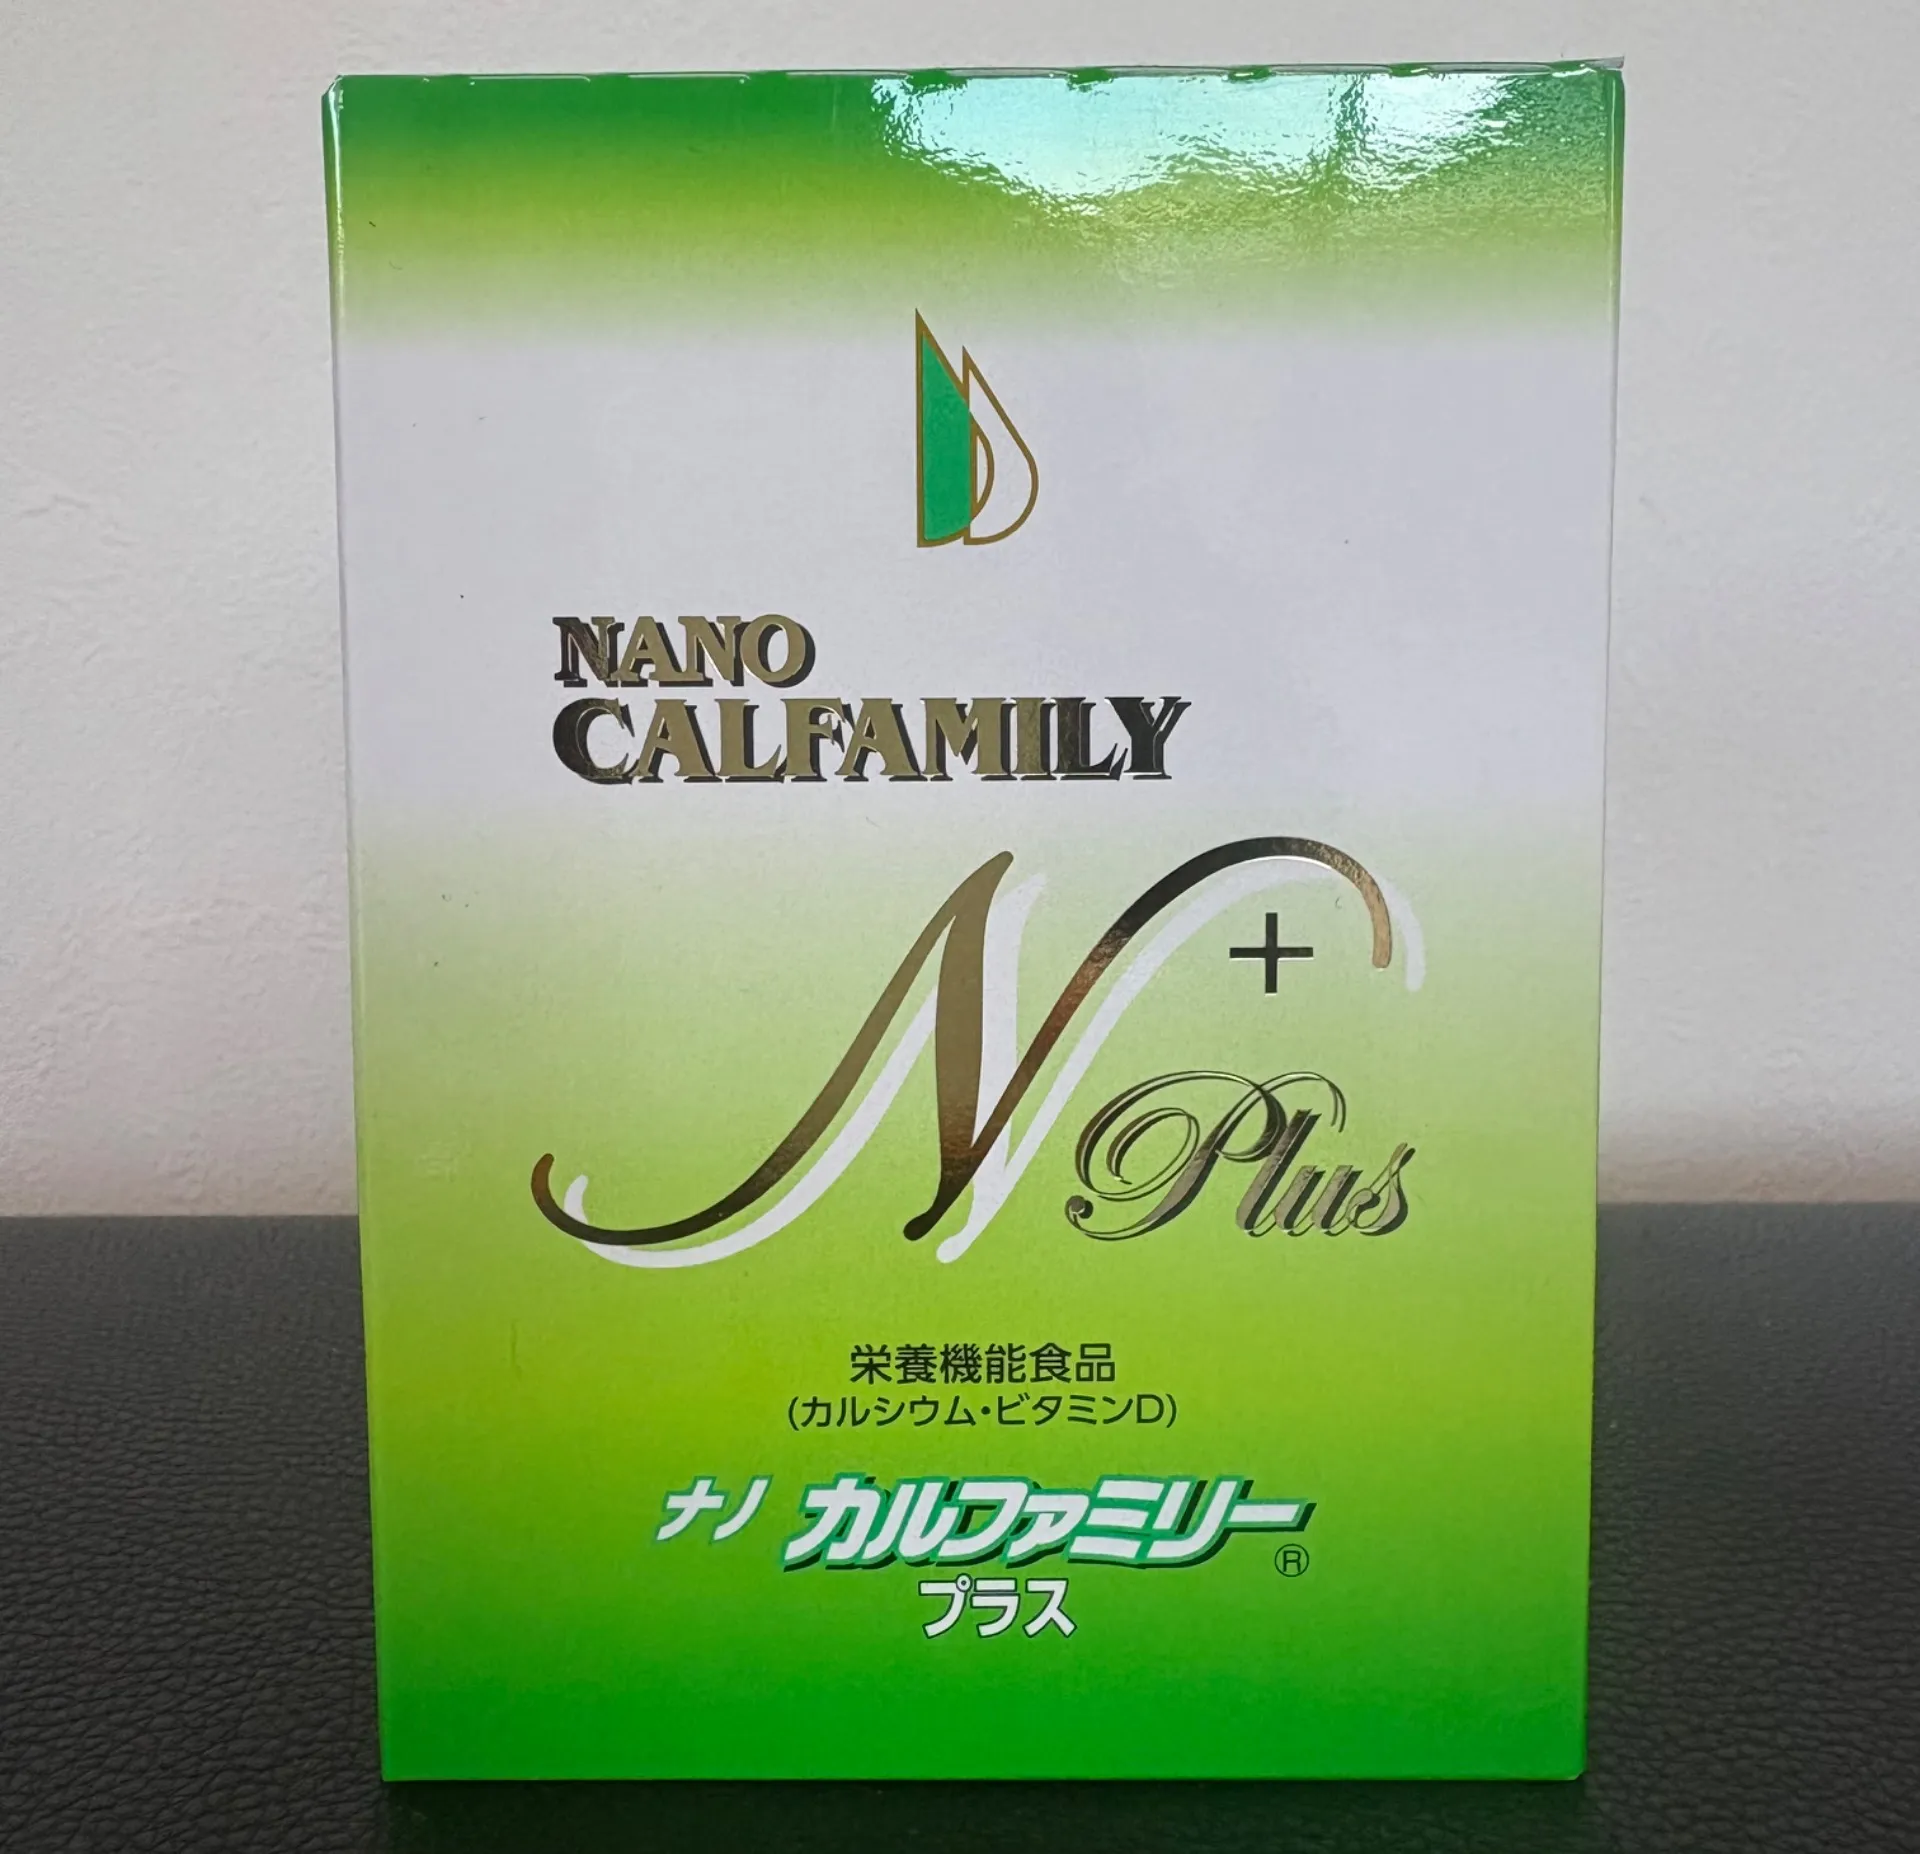 NANO
CALFAMILY
N+
Plus
栄養機能食品
(カルシウム・ビタミンD)
ナノ カルファミリー®
プラス